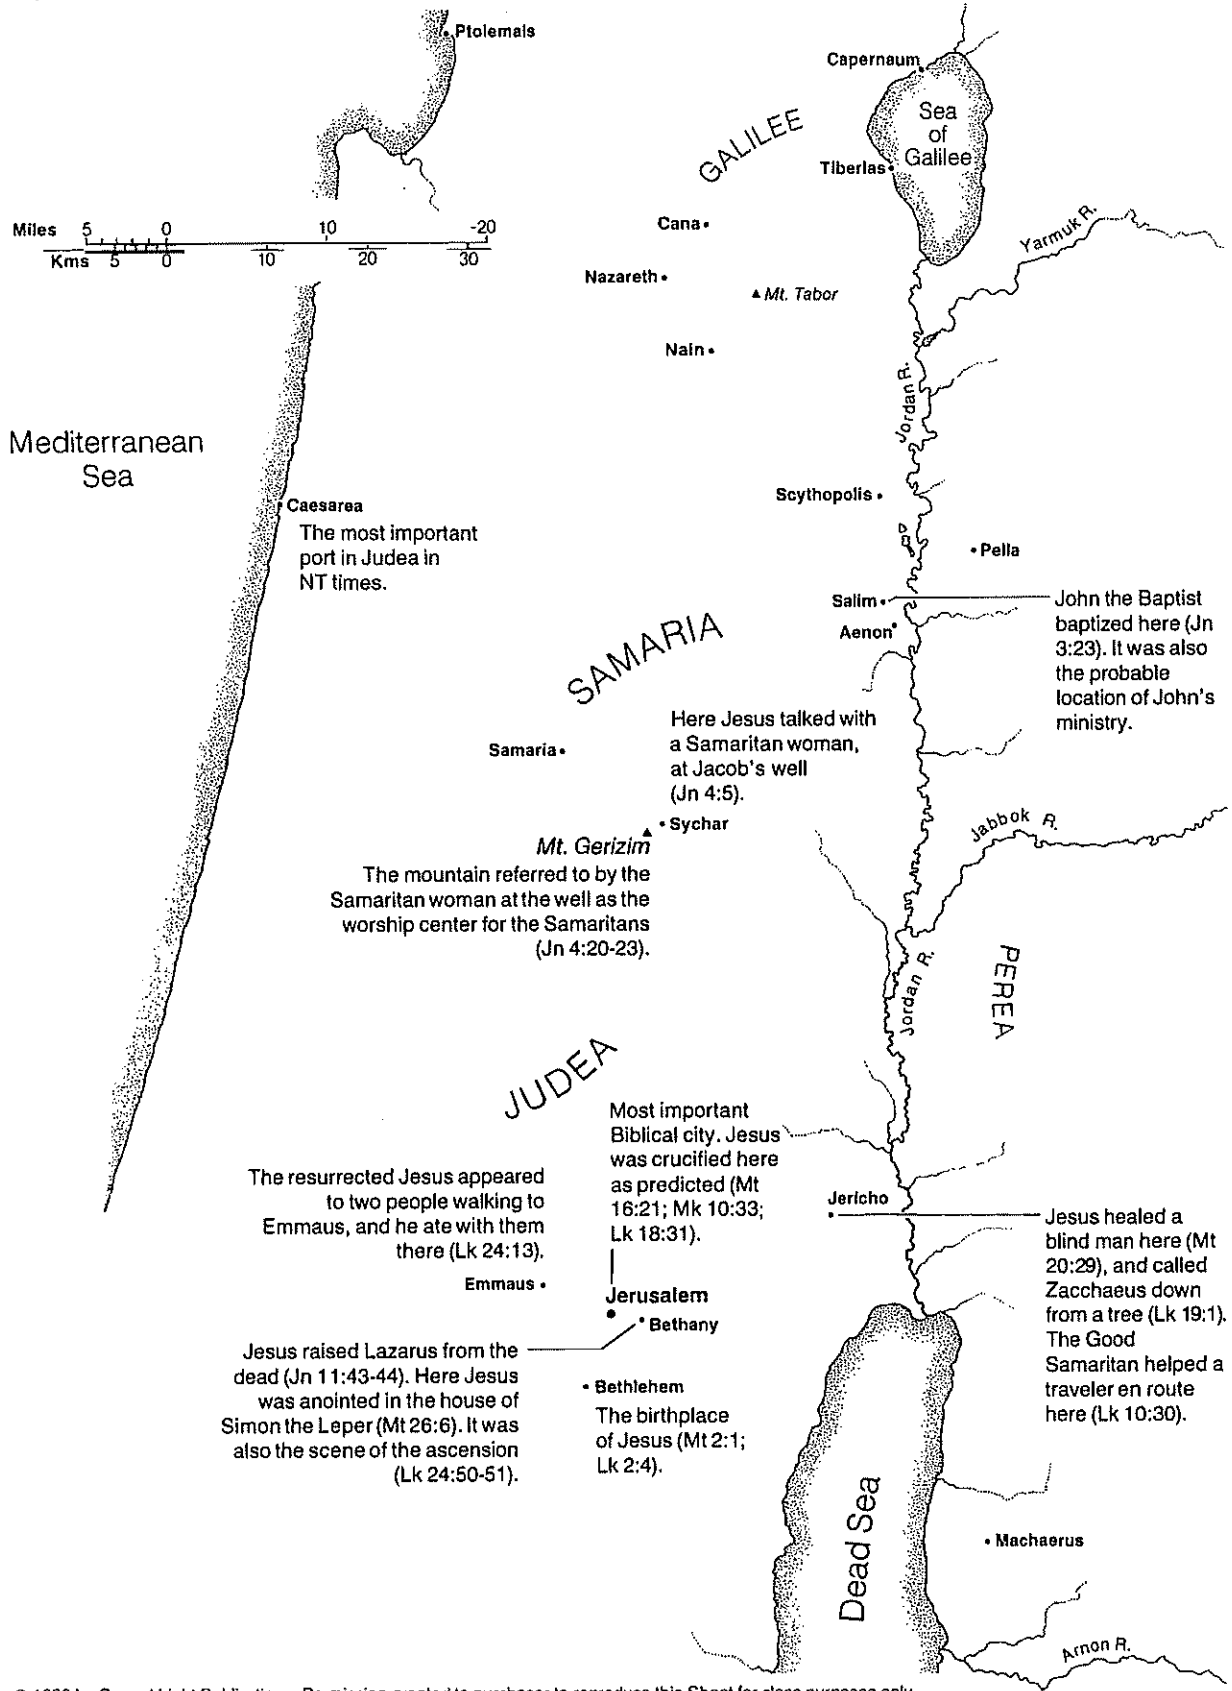 Ptolemais
Capernaum
Sea
of
Galilee
GALILEE
Tiberias
Miles 5 0 10 -20
Kms 5 0 10 20 30
Cana
Yarmuk R.
Nazareth
Mt. Tabor
Nain
Jordan R.
Mediterranean
Sea
Scythopolis
Caesarea
The most important
port in Judea in
NT times.
Pella
Salim
John the Baptist
baptized here (Jn
3:23). It was also
the probable
location of John's
ministry.
Aenon
SAMARIA
Here Jesus talked with
a Samaritan woman,
at Jacob's well
(Jn 4:5).
Samaria
Sychar
Jabbok R.
Mt. Gerizim
The mountain referred to by the
Samaritan woman at the well as the
worship center for the Samaritans
(Jn 4:20-23).
Jordan R.
PEREA
JUDEA
Most important
Biblical city. Jesus
was crucified here
as predicted (Mt
16:21; Mk 10:33;
Lk 18:31).
The resurrected Jesus appeared
to two people walking to
Emmaus, and he ate with them
there (Lk 24:13).
Jericho
Jesus healed a
blind man here (Mt
20:29), and called
Zacchaeus down
from a tree (Lk 19:1).
The Good
Samaritan helped a
traveler en route
here (Lk 10:30).
Emmaus
Jerusalem
Bethany
Jesus raised Lazarus from the
dead (Jn 11:43-44). Here Jesus
was anointed in the house of
Simon the Leper (Mt 26:6). It was
also the scene of the ascension
(Lk 24:50-51).
Bethlehem
The birthplace
of Jesus (Mt 2:1;
Lk 2:4).
Dead Sea
Machaerus
Arnon R.